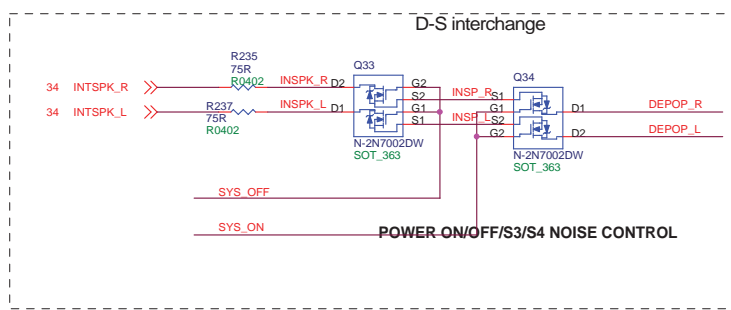 D-S interchange
R235
75R
R0402
Q33
Q34
34 INTSPK_R
INSPK_R
D2
G2
S2
INSP_R
S1
34 INTSPK_L
R237
75R
R0402
INSPK_L
D1
G1
S1
INSP_L
G1
S2
G2
D1
DEPOP_R
D2
DEPOP_L
N-2N7002DW
SOT_363
N-2N7002DW
SOT_363
SYS_OFF
SYS_ON
POWER ON/OFF/S3/S4 NOISE CONTROL